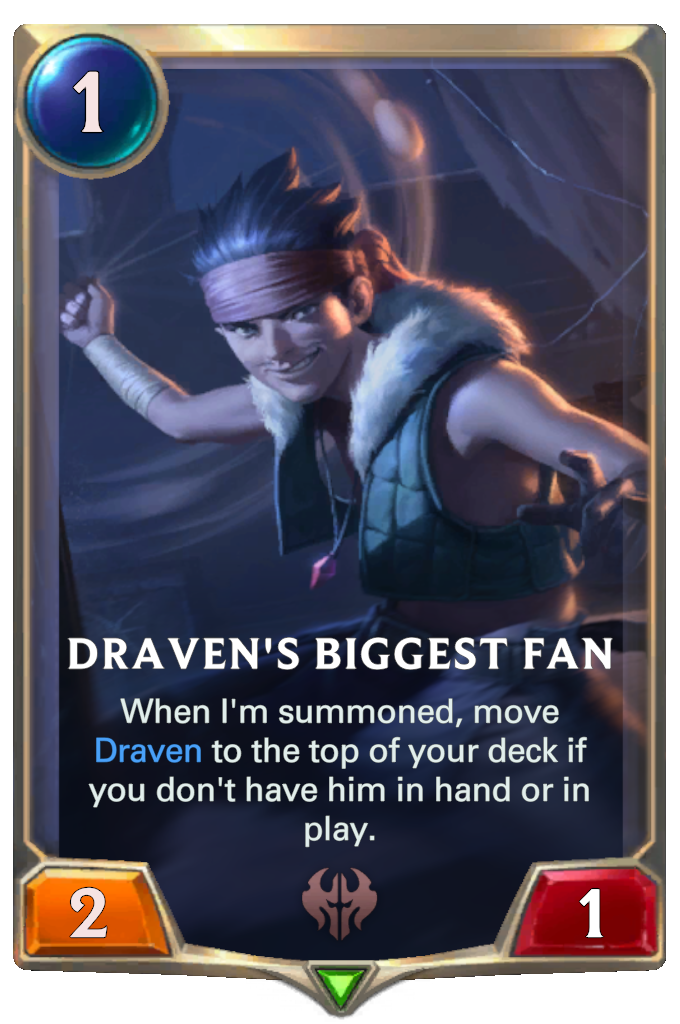 1
DRAVEN'S BIGGEST FAN
When I'm summoned, move
Draven to the top of your deck if
you don't have him in hand or in
play.
2
1